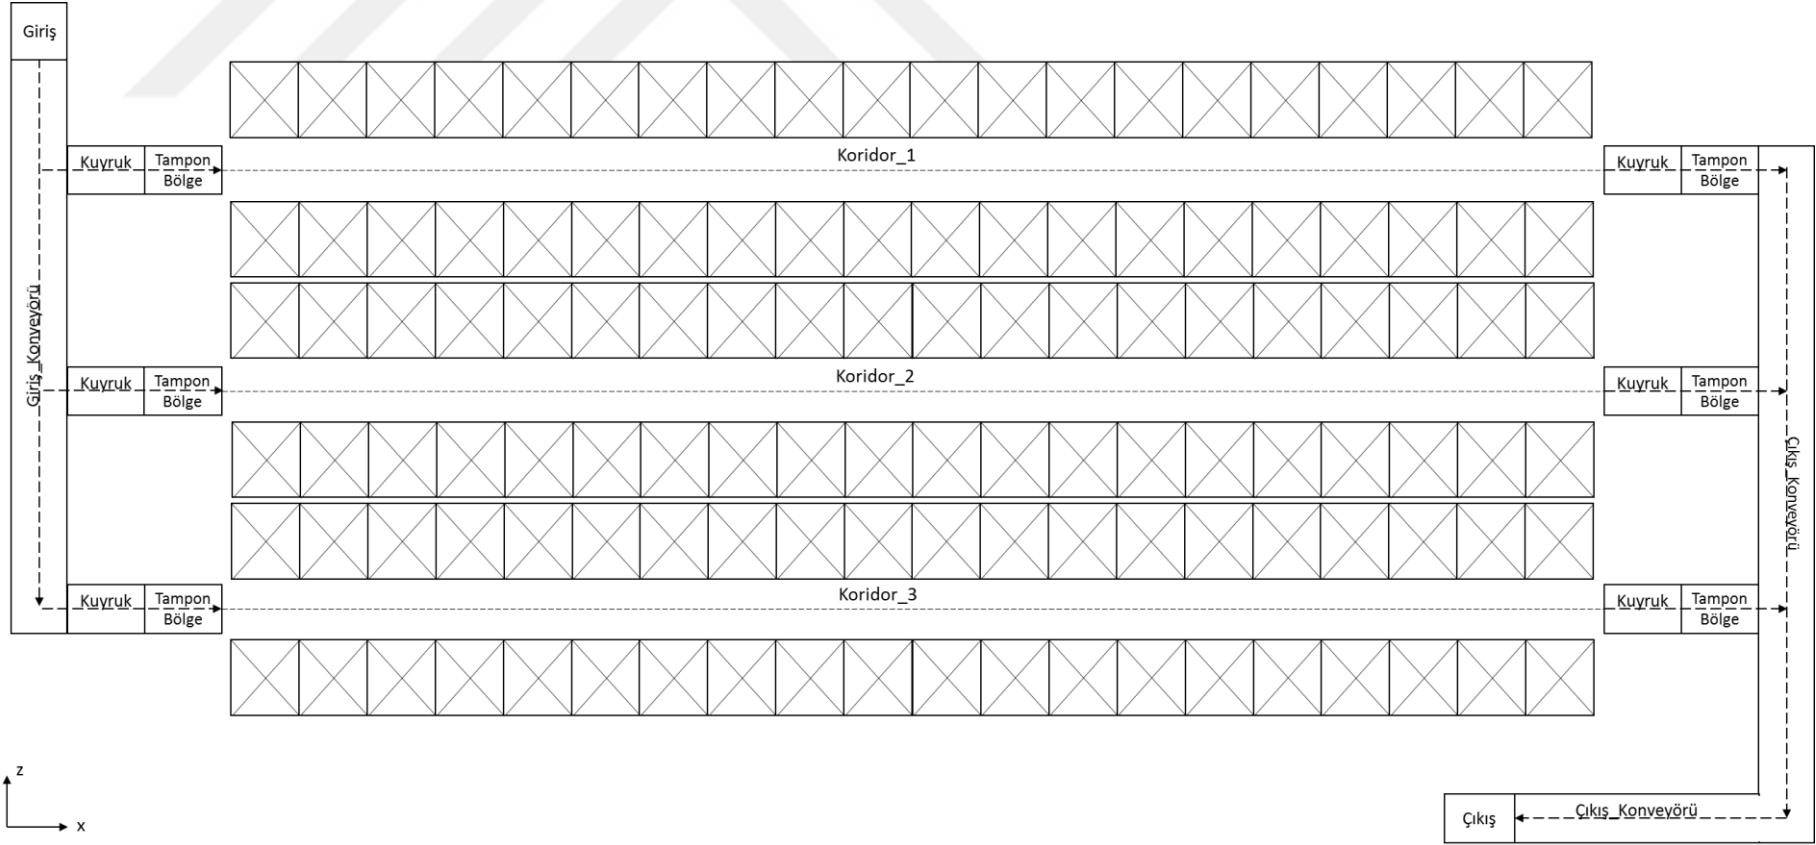 Giriş
Koridor_1
Kuyruk
Tampon
Bölge
Kuyruk
Tampon
Bölge
Giriş_Konveyörü
Koridor_2
Kuyruk
Tampon
Bölge
Kuyruk
Tampon
Bölge
Çıkış_Konveyörü
Koridor_3
Kuyruk
Tampon
Bölge
Kuyruk
Tampon
Bölge
z
x
Çıkış
Çıkış_Konveyörü